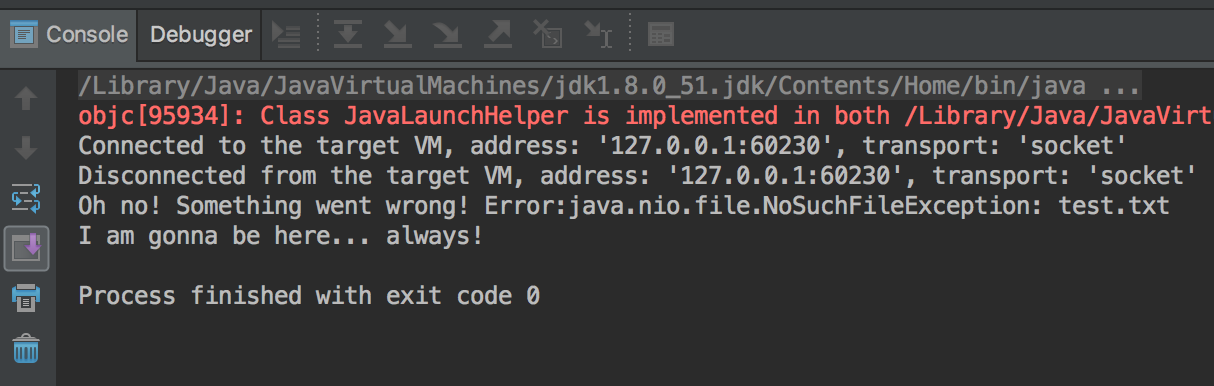 Console Debugger
/Library/Java/JavaVirtualMachines/jdk1.8.0_51.jdk/Contents/Home/bin/java ...
objc[95934]: Class JavaLaunchHelper is implemented in both /Library/Java/JavaVirt
Connected to the target VM, address: '127.0.0.1:60230', transport: 'socket'
Disconnected from the target VM, address: '127.0.0.1:60230', transport: 'socket'
Oh no! Something went wrong! Error:java.nio.file.NoSuchFileException: test.txt
I am gonna be here... always!
Process finished with exit code 0